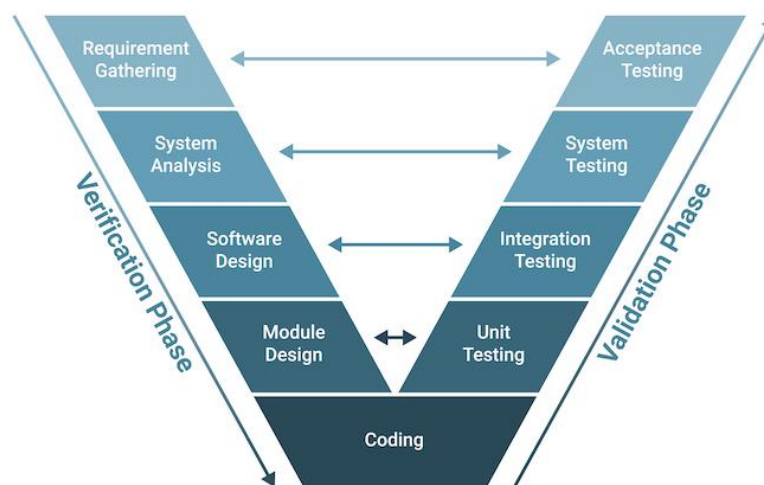 Requirement
Gathering
Acceptance
Testing
System
Analysis
System
Testing
Software
Design
Integration
Testing
Module
Design
Unit
Testing
Coding
Verification Phase
Validation Phase